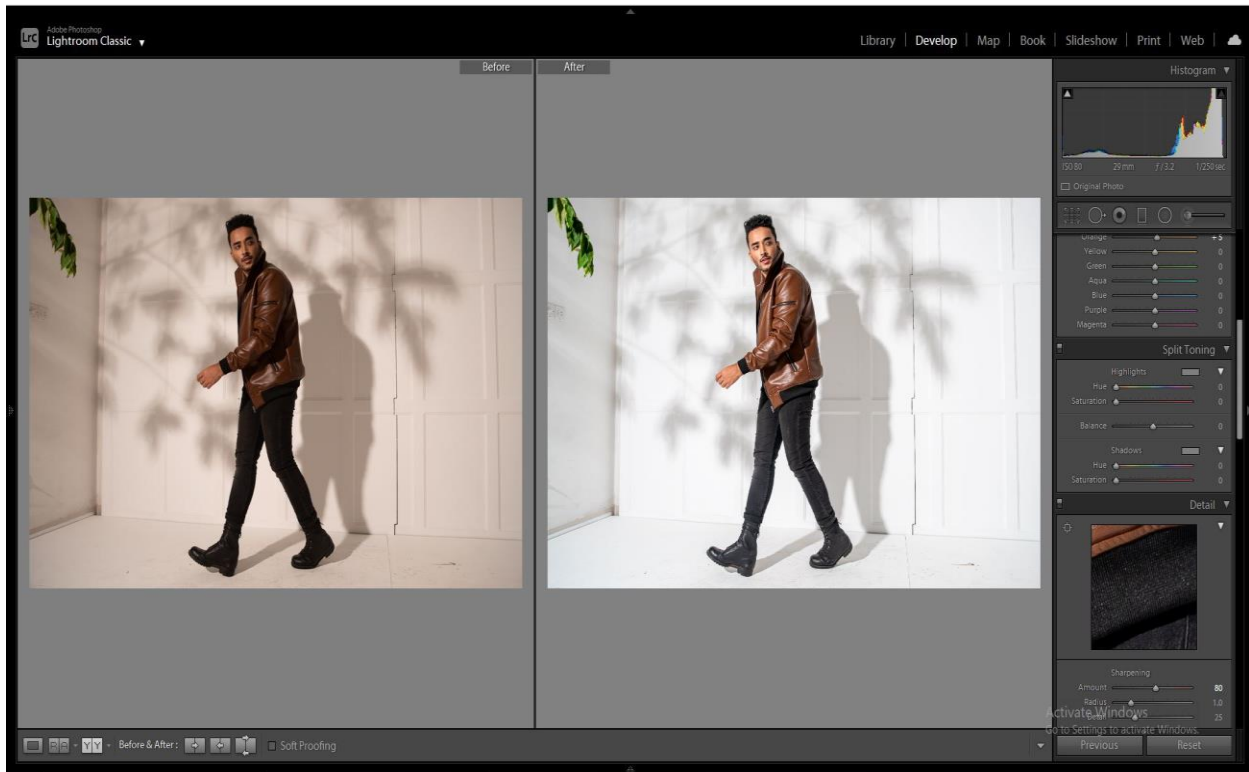 LrC
Adobe Photoshop
Lightroom Classic
Library | Develop | Map | Book | Slideshow | Print | Web
Before
After
Histogram
ISO 80 29 mm ƒ / 3.2 1/250 sec
Original Photo
Orange +5
Yellow 0
Green 0
Aqua 0
Blue 0
Purple 0
Magenta 0
Split Toning
Highlights
Hue 0
Saturation 0
Balance 0
Shadows
Hue 0
Saturation 0
Detail
Sharpening
Amount 80
Radius 1.0
Detail 25
Activate Windows
Go to Settings to activate Windows.
Y Y
Before & After :
Soft Proofing
Previous
Reset